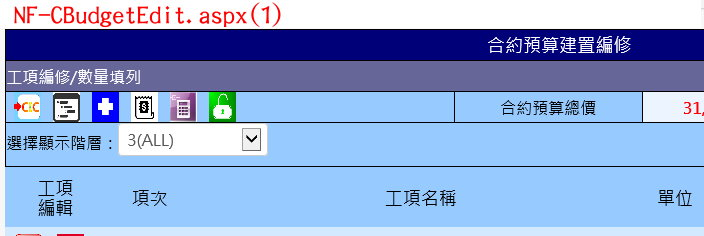 NF-CBudgetEdit.aspx(1)
合約預算建置編修
工項編修/數量填列
CEC 合約預算總價 31,
選擇顯示階層： 3(ALL)
工項編輯 項次 工項名稱 單位